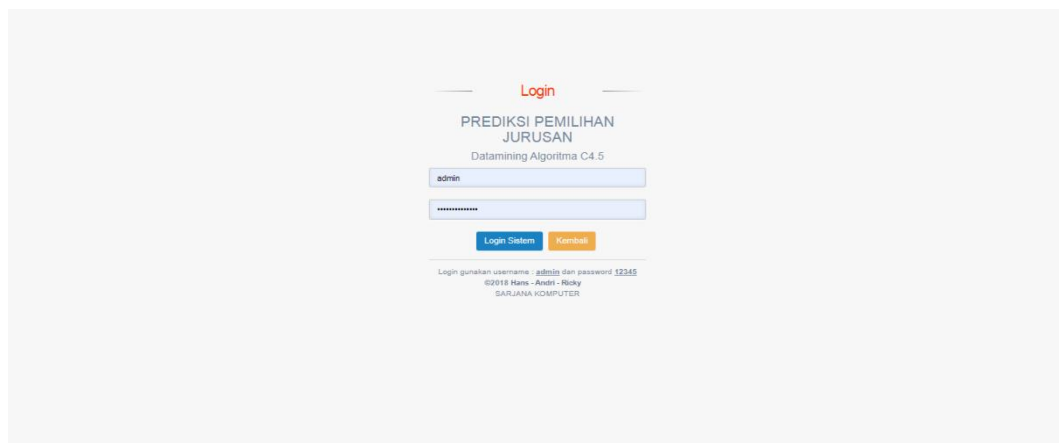 Login
PREDIKSI PEMILIHAN
JURUSAN
Datamining Algoritma C4.5
admin
••••••••••••••
Login Sistem Kembali
Login gunakan username : admin dan password 12345
©2018 Hans - Andri - Ricky
SARJANA KOMPUTER